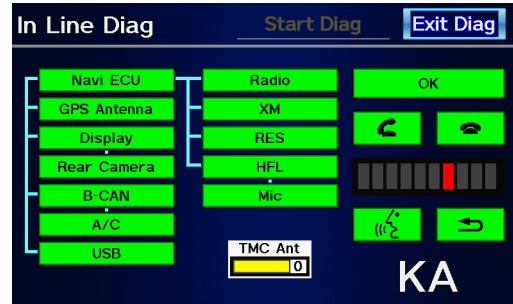 In Line Diag
Start Diag
Exit Diag
Navi ECU
GPS Antenna
Display
Rear Camera
B-CAN
A/C
USB
Radio
XM
RES
HFL
Mic
TMC Ant
0
OK
KA